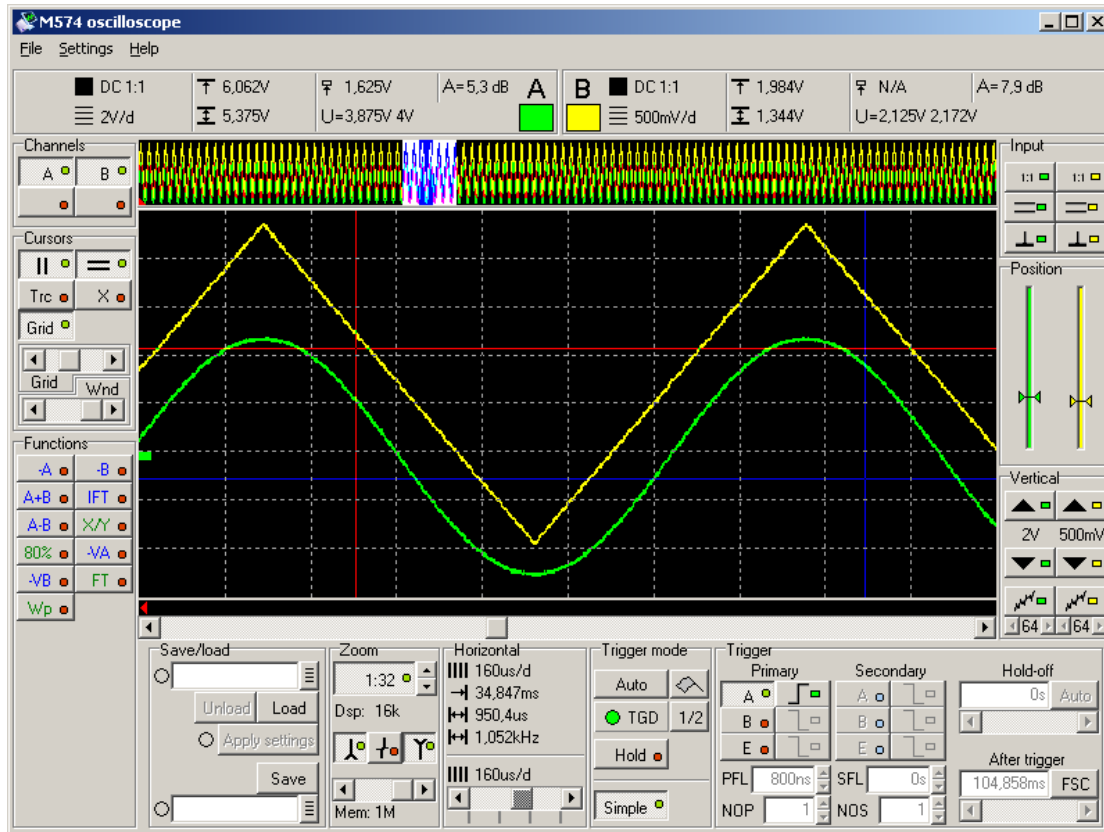 M574 oscilloscope
File Settings Help
DC 1:1 6,062V 1,625V A=5,3 dB A B DC 1:1 1,984V N/A A=7,9 dB
2V/d 5,375V U=3,875V 4V 500mV/d 1,344V U=2,125V 2,172V
Channels
A B
Cursors
Trc X
Grid
Grid Wnd
Functions
-A -B
A+B IFT
A-B X/Y
80% -VA
-VB FT
Wp
Input
1:1 1:1
Position
Vertical
2V 500mV
64 64
Save/load
Unload Load
Apply settings
Save
Zoom
1:32
Dsp: 16k
Mem: 1M
Horizontal
160us/d
34,847ms
950,4us
1,052kHz
160us/d
Trigger mode
Auto
TGD 1/2
Hold
Simple
Trigger
Primary Secondary Hold-off
A A 0s Auto
B B
E E After trigger
PFL 800ns SFL 0s 104,858ms FSC
NOP 1 NOS 1